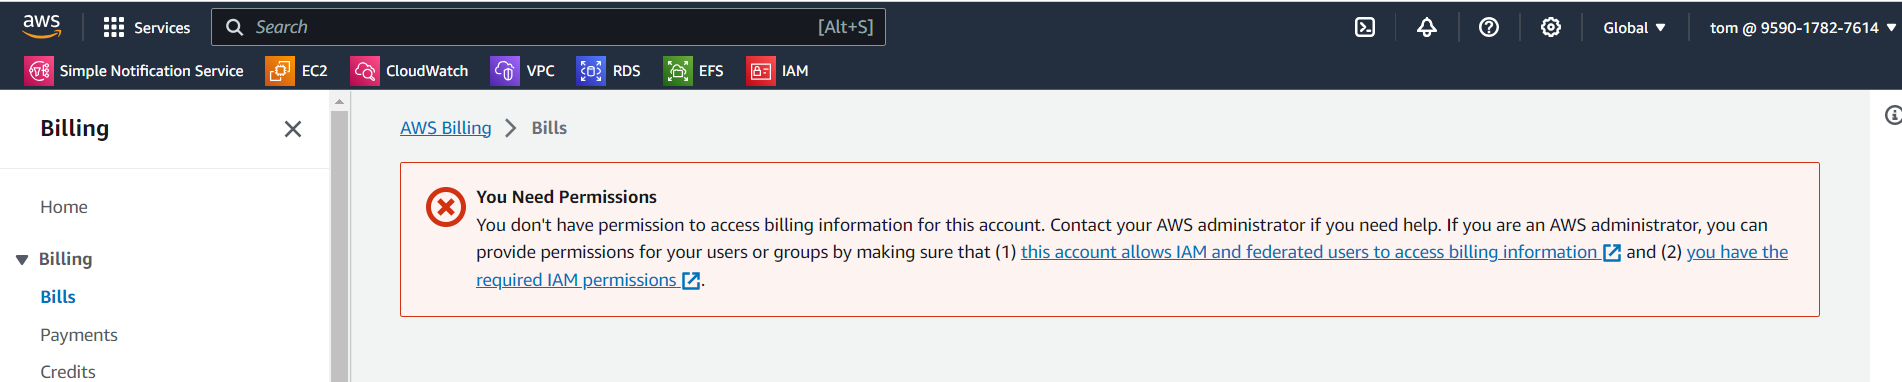 aws
Services
Search
[Alt+S]
Global
tom @ 9590-1782-7614
Simple Notification Service
EC2
CloudWatch
VPC
RDS
EFS
IAM
Billing
Home
Billing
Bills
Payments
Credits
AWS Billing
Bills
You Need Permissions
You don't have permission to access billing information for this account. Contact your AWS administrator if you need help. If you are an AWS administrator, you can
provide permissions for your users or groups by making sure that (1) this account allows IAM and federated users to access billing information and (2) you have the
required IAM permissions .